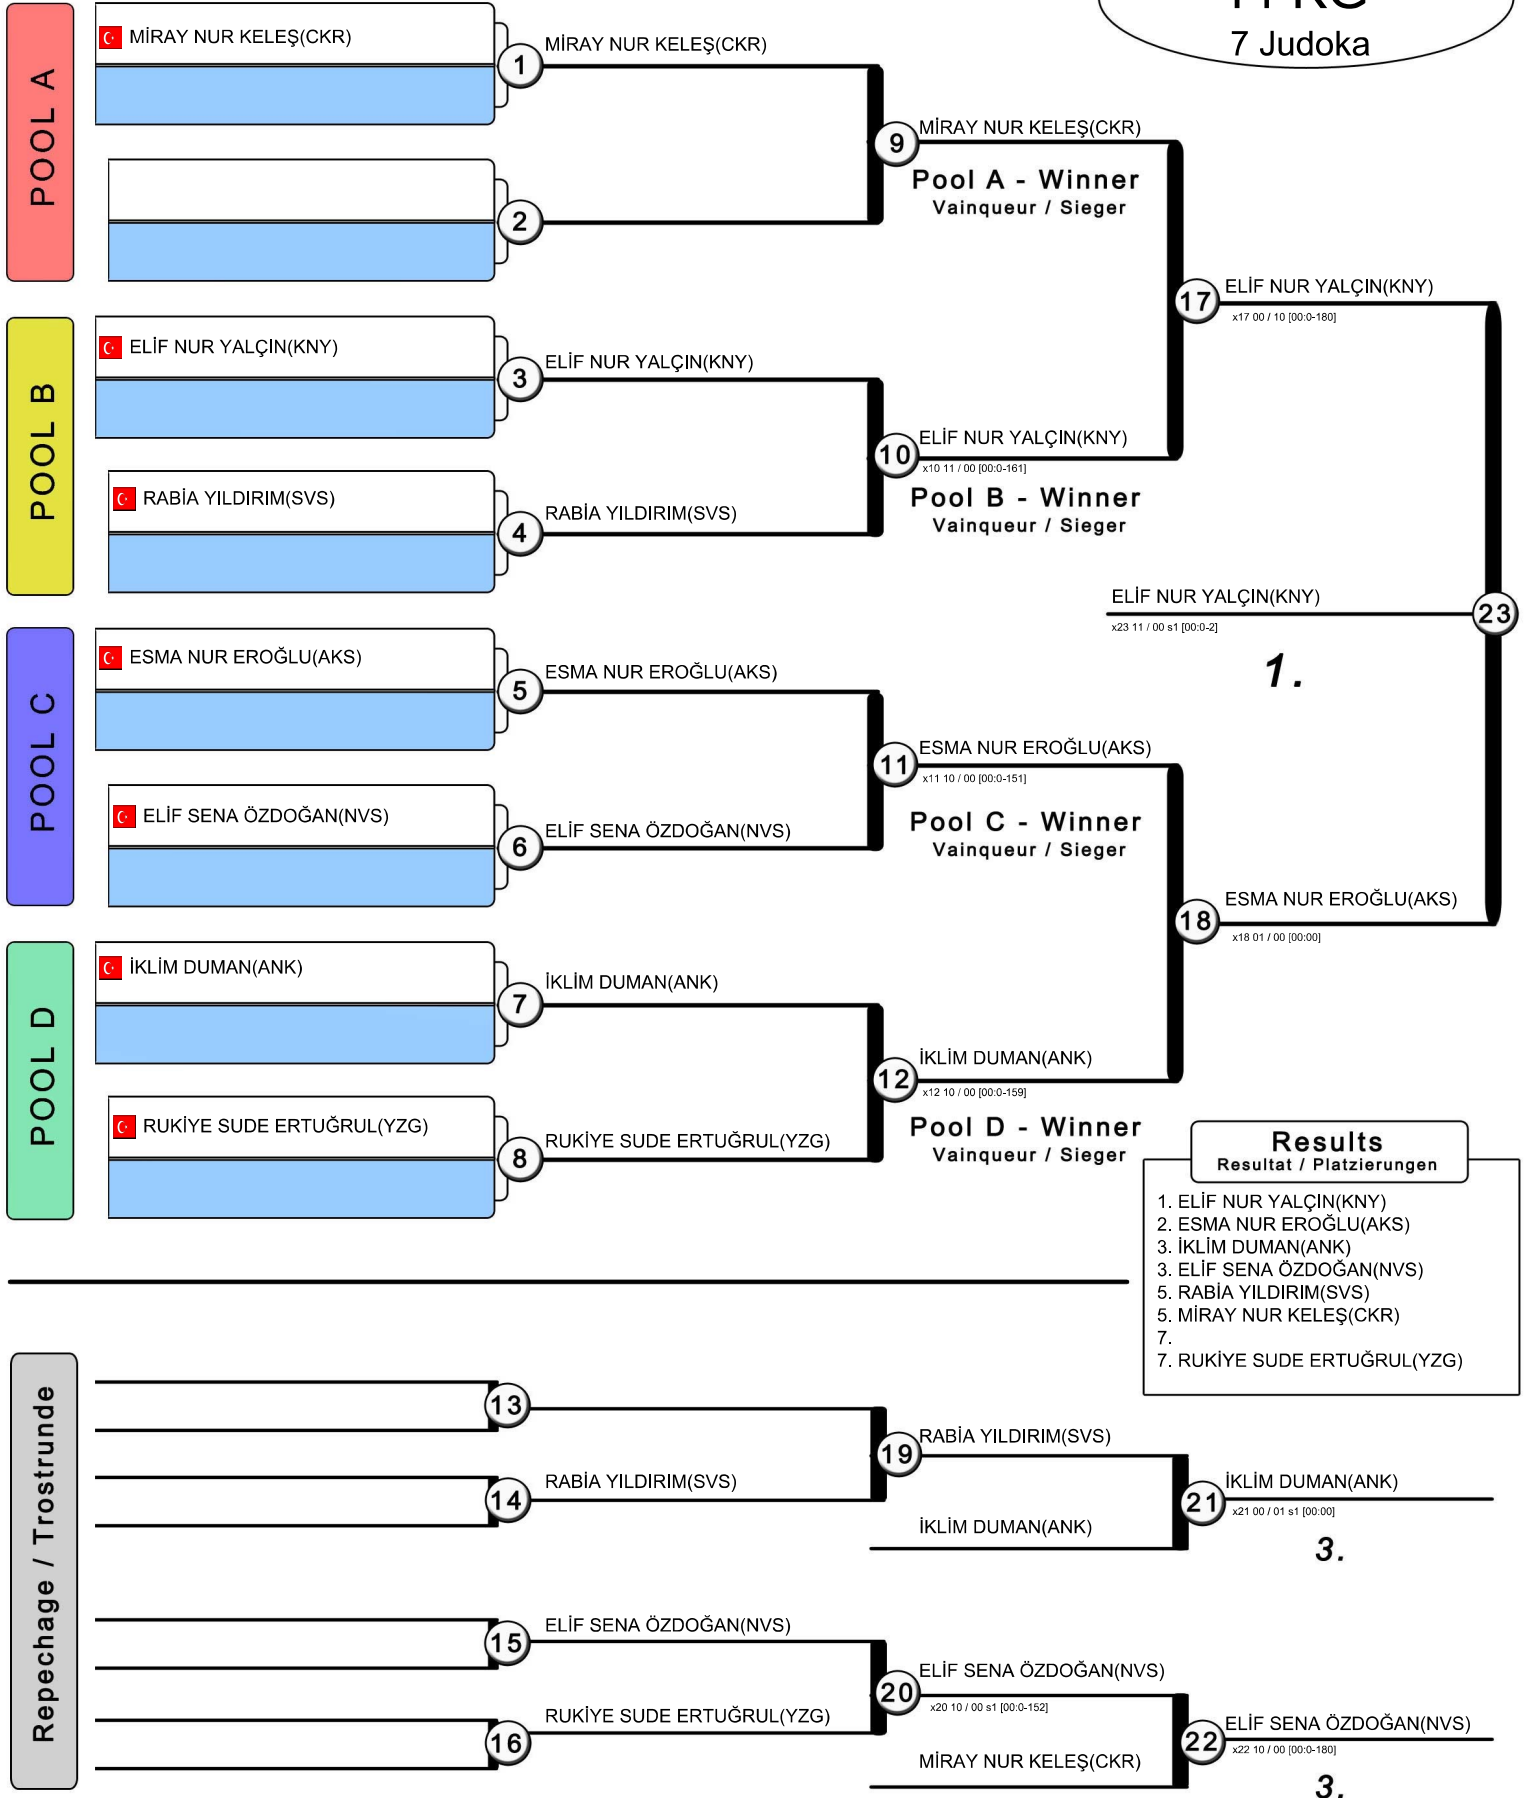 7 Judoka
POOL A
MİRAY NUR KELEŞ(CKR)
1
MİRAY NUR KELEŞ(CKR)
2
9
MİRAY NUR KELEŞ(CKR)
Pool A - Winner
Vainqueur / Sieger
17
ELİF NUR YALÇIN(KNY)
x17 00 / 10 [00:0-180]
POOL B
ELİF NUR YALÇIN(KNY)
3
ELİF NUR YALÇIN(KNY)
RABİA YILDIRIM(SVS)
4
RABİA YILDIRIM(SVS)
10
ELİF NUR YALÇIN(KNY)
x10 11 / 00 [00:0-161]
Pool B - Winner
Vainqueur / Sieger
ELİF NUR YALÇIN(KNY)
23
x23 11 / 00 s1 [00:0-2]
1.
POOL C
ESMA NUR EROĞLU(AKS)
5
ESMA NUR EROĞLU(AKS)
ELİF SENA ÖZDOĞAN(NVS)
6
ELİF SENA ÖZDOĞAN(NVS)
11
ESMA NUR EROĞLU(AKS)
x11 10 / 00 [00:0-151]
Pool C - Winner
Vainqueur / Sieger
18
ESMA NUR EROĞLU(AKS)
x18 01 / 00 [00:00]
POOL D
İKLİM DUMAN(ANK)
7
İKLİM DUMAN(ANK)
RUKİYE SUDE ERTUĞRUL(YZG)
8
RUKİYE SUDE ERTUĞRUL(YZG)
12
İKLİM DUMAN(ANK)
x12 10 / 00 [00:0-159]
Pool D - Winner
Vainqueur / Sieger
Results
Resultat / Platzierungen
1. ELİF NUR YALÇIN(KNY)
2. ESMA NUR EROĞLU(AKS)
3. İKLİM DUMAN(ANK)
3. ELİF SENA ÖZDOĞAN(NVS)
5. RABİA YILDIRIM(SVS)
5. MİRAY NUR KELEŞ(CKR)
7.
7. RUKİYE SUDE ERTUĞRUL(YZG)
Repechage / Trostrunde
13
14
RABİA YILDIRIM(SVS)
19
RABİA YILDIRIM(SVS)
İKLİM DUMAN(ANK)
21
İKLİM DUMAN(ANK)
x21 00 / 01 s1 [00:00]
3.
15
ELİF SENA ÖZDOĞAN(NVS)
16
RUKİYE SUDE ERTUĞRUL(YZG)
20
ELİF SENA ÖZDOĞAN(NVS)
x20 10 / 00 s1 [00:0-152]
MİRAY NUR KELEŞ(CKR)
22
ELİF SENA ÖZDOĞAN(NVS)
x22 10 / 00 [00:0-180]
3.